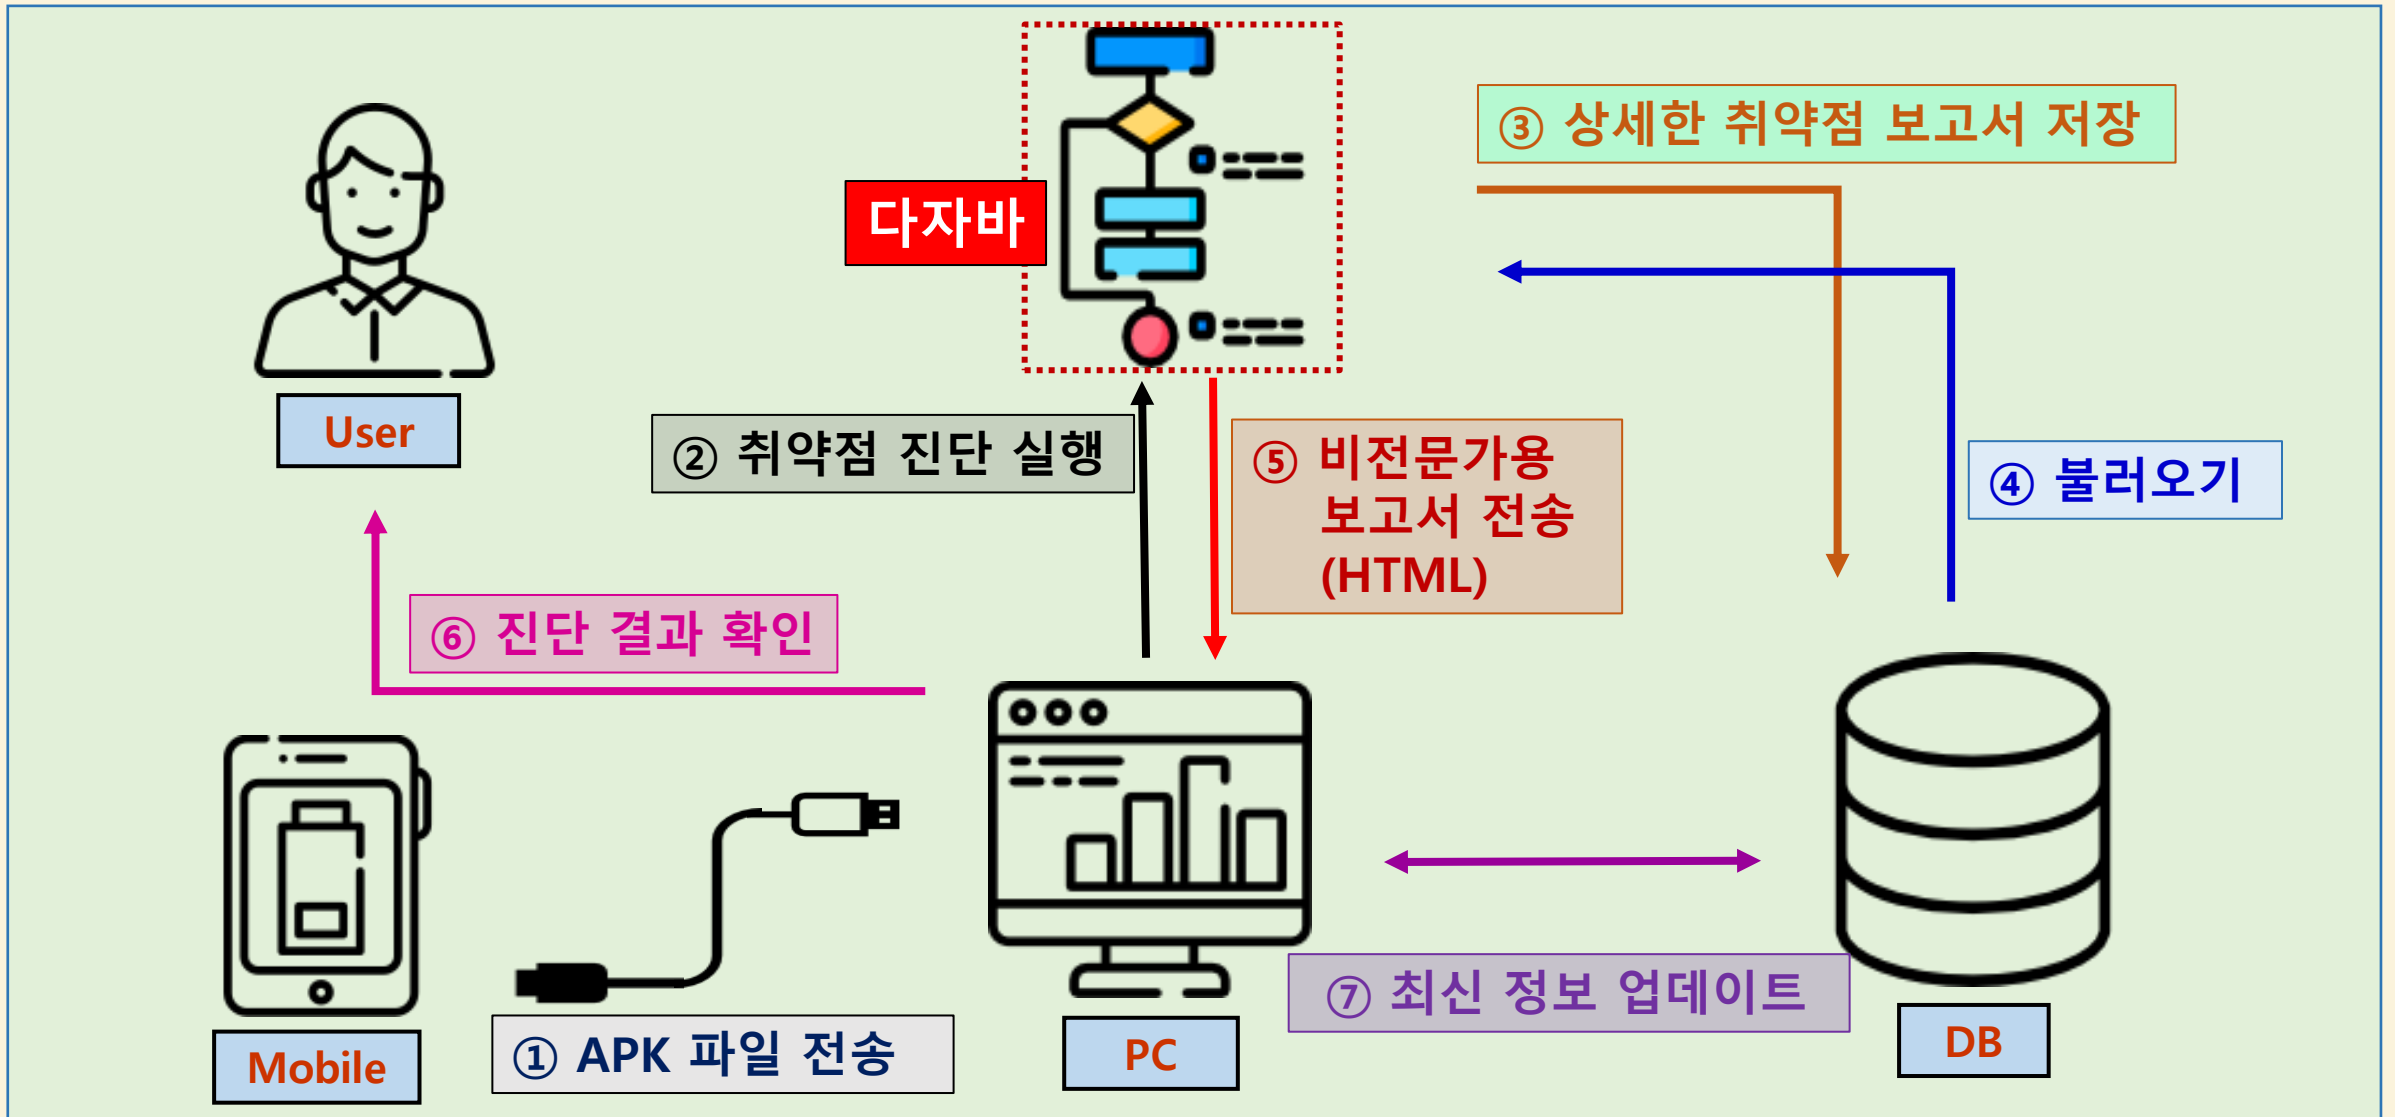 ③ 상세한 취약점 보고서 저장
다자바
User
② 취약점 진단 실행
⑤ 비전문가용
보고서 전송
(HTML)
④ 불러오기
⑥ 진단 결과 확인
⑦ 최신 정보 업데이트
① APK 파일 전송
Mobile
PC
DB